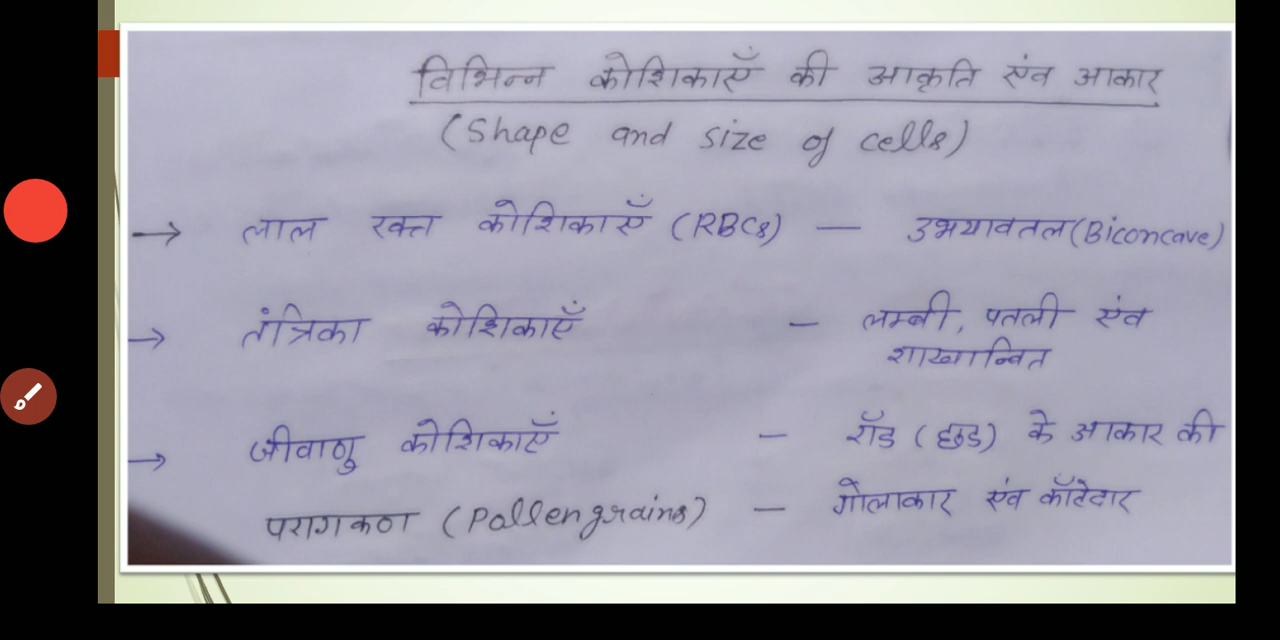 विभिन्न कोशिकाएँ की आकृति एंव आकार
(Shape and size of cells)
→ लाल रक्त कोशिकाएँ (RBCs) — उभयावतल (Biconcave)
→ तंत्रिका कोशिकाएँ – लम्बी, पतली एंव
शाखान्वित
→ जीवाणु कोशिकाएँ – रॉड (छड) के आकार की
परागकण (Pollengrains) – गोलाकार एंव काँटेदार